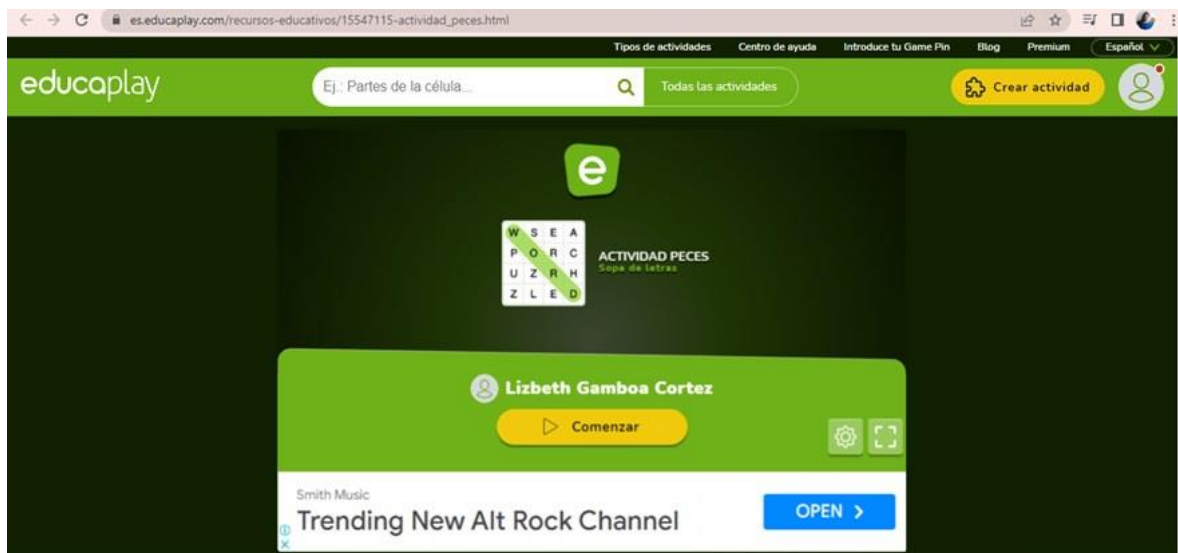 es.educaplay.com/recursos-educativos/15547115-actividad_peces.html
Tipos de actividades Centro de ayuda Introduce tu Game Pin Blog Premium Español
educaplay Ej.: Partes de la célula... Todas las actividades Crear actividad
e
W S E A
P O R C
U Z R H
Z L E D
ACTIVIDAD PECES
Sopa de letras
Lizbeth Gamboa Cortez
Comenzar
Smith Music
Trending New Alt Rock Channel
OPEN >